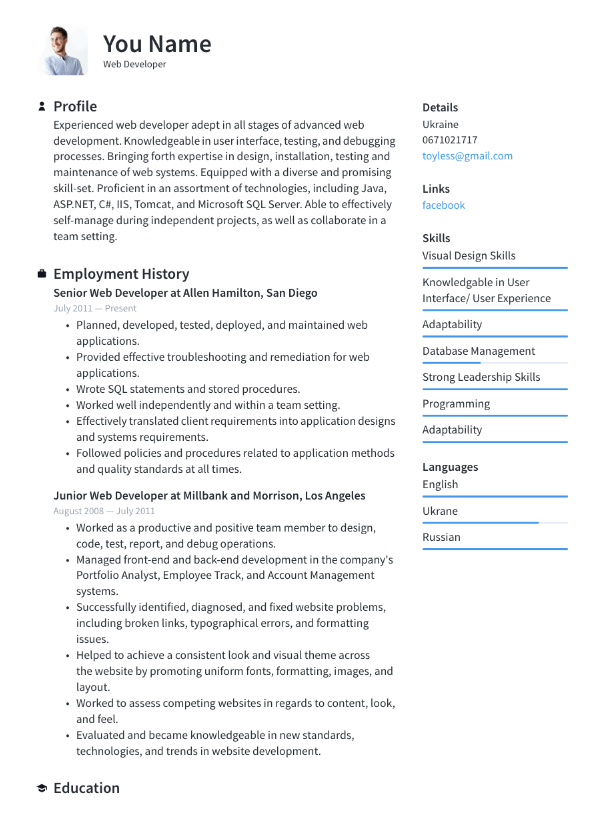 You Name
Web Developer
Profile
Experienced web developer adept in all stages of advanced web
development. Knowledgeable in user interface, testing, and debugging
processes. Bringing forth expertise in design, installation, testing and
maintenance of web systems. Equipped with a diverse and promising
skill-set. Proficient in an assortment of technologies, including Java,
ASP.NET, C#, IIS, Tomcat, and Microsoft SQL Server. Able to effectively
self-manage during independent projects, as well as collaborate in a
team setting.
Employment History
Senior Web Developer at Allen Hamilton, San Diego
July 2011 — Present
• Planned, developed, tested, deployed, and maintained web
applications.
• Provided effective troubleshooting and remediation for web
applications.
• Wrote SQL statements and stored procedures.
• Worked well independently and within a team setting.
• Effectively translated client requirements into application designs
and systems requirements.
• Followed policies and procedures related to application methods
and quality standards at all times.
Junior Web Developer at Millbank and Morrison, Los Angeles
August 2008 — July 2011
• Worked as a productive and positive team member to design,
code, test, report, and debug operations.
• Managed front-end and back-end development in the company's
Portfolio Analyst, Employee Track, and Account Management
systems.
• Successfully identified, diagnosed, and fixed website problems,
including broken links, typographical errors, and formatting
issues.
• Helped to achieve a consistent look and visual theme across
the website by promoting uniform fonts, formatting, images, and
layout.
• Worked to assess competing websites in regards to content, look,
and feel.
• Evaluated and became knowledgeable in new standards,
technologies, and trends in website development.
Education
Details
Ukraine
0671021717
toyless@gmail.com
Links
facebook
Skills
Visual Design Skills
Knowledgable in User
Interface/ User Experience
Adaptability
Database Management
Strong Leadership Skills
Programming
Adaptability
Languages
English
Ukrane
Russian